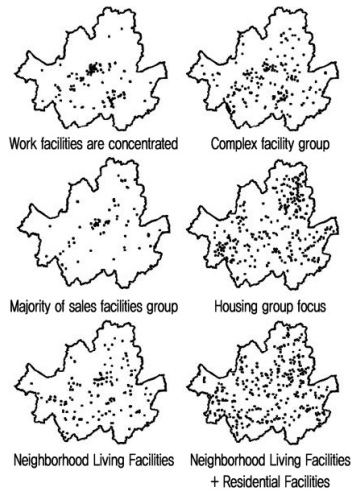 Work facilities are concentrated
Complex facility group
Majority of sales facilities group
Housing group focus
Neighborhood Living Facilities
Neighborhood Living Facilities
+ Residential Facilities